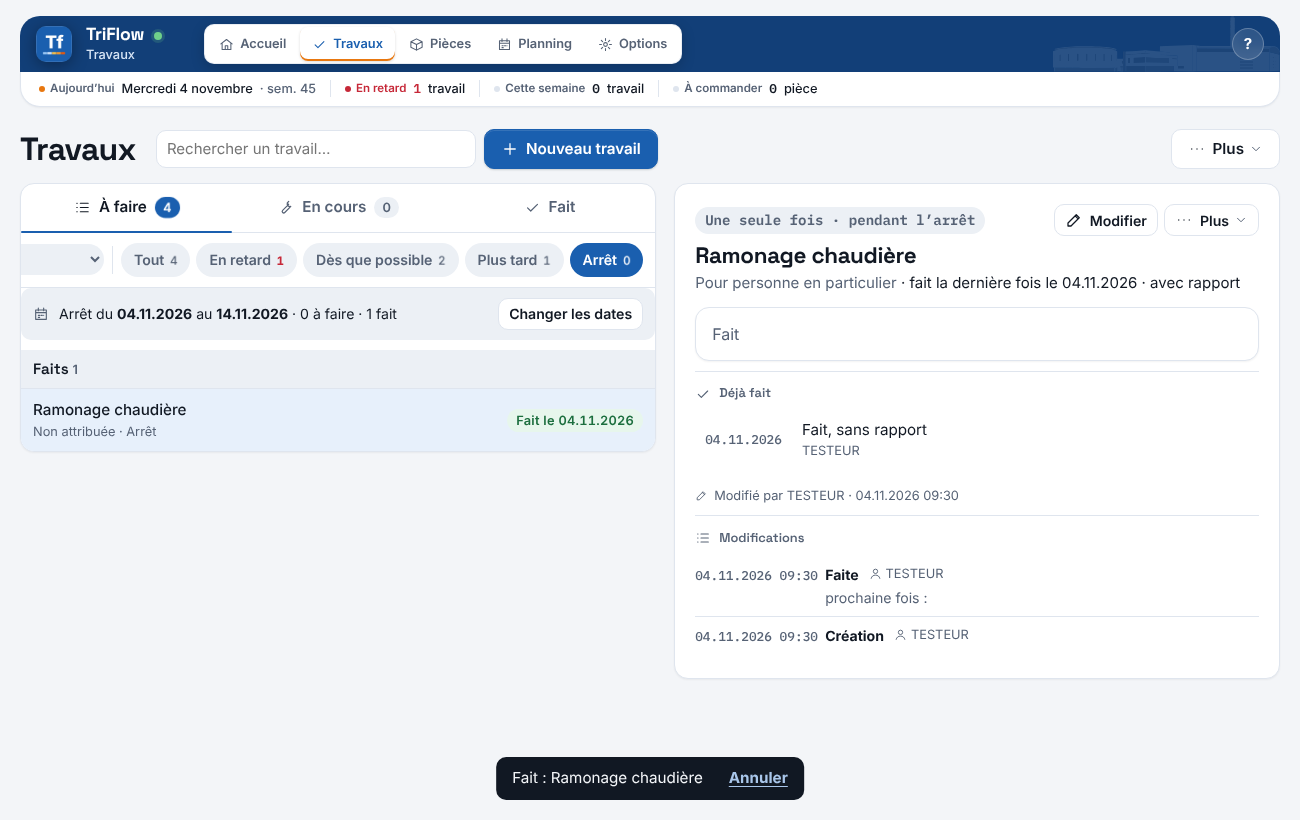 Tf
TriFlow
Travaux
Accueil
Travaux
Pièces
Planning
Options
?
Aujourd’hui Mercredi 4 novembre · sem. 45
En retard 1 travail
Cette semaine 0 travail
À commander 0 pièce
Travaux
Rechercher un travail...
Nouveau travail
··· Plus
À faire 4
En cours 0
Fait
Tout 4
En retard 1
Dès que possible 2
Plus tard 1
Arrêt 0
Arrêt du 04.11.2026 au 14.11.2026 · 0 à faire · 1 fait
Changer les dates
Faits 1
Ramonage chaudière
Non attribuée · Arrêt
Fait le 04.11.2026
Une seule fois · pendant l’arrêt
Modifier
··· Plus
Ramonage chaudière
Pour personne en particulier · fait la dernière fois le 04.11.2026 · avec rapport
Fait
Déjà fait
04.11.2026
Fait, sans rapport
TESTEUR
Modifié par TESTEUR · 04.11.2026 09:30
Modifications
04.11.2026 09:30 Faite TESTEUR
prochaine fois :
04.11.2026 09:30 Création TESTEUR
Fait : Ramonage chaudière
Annuler